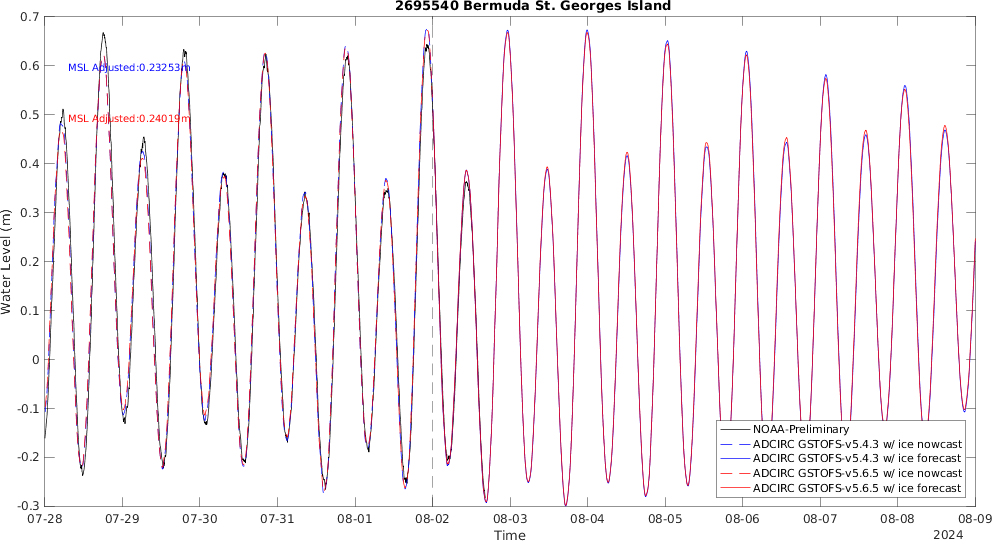 2695540 Bermuda St. Georges Island
0.7
0.6
0.5
0.4
0.3
0.2
0.1
0
-0.1
-0.2
-0.3
Water Level (m)
MSL Adjusted:0.23253m
MSL Adjusted:0.24019m
NOAA-Preliminary
ADCIRC GSTOFS-v5.4.3 w/ ice nowcast
ADCIRC GSTOFS-v5.4.3 w/ ice forecast
ADCIRC GSTOFS-v5.6.5 w/ ice nowcast
ADCIRC GSTOFS-v5.6.5 w/ ice forecast
07-28 07-29 07-30 07-31 08-01 08-02 08-03 08-04 08-05 08-06 08-07 08-08 08-09
Time
2024